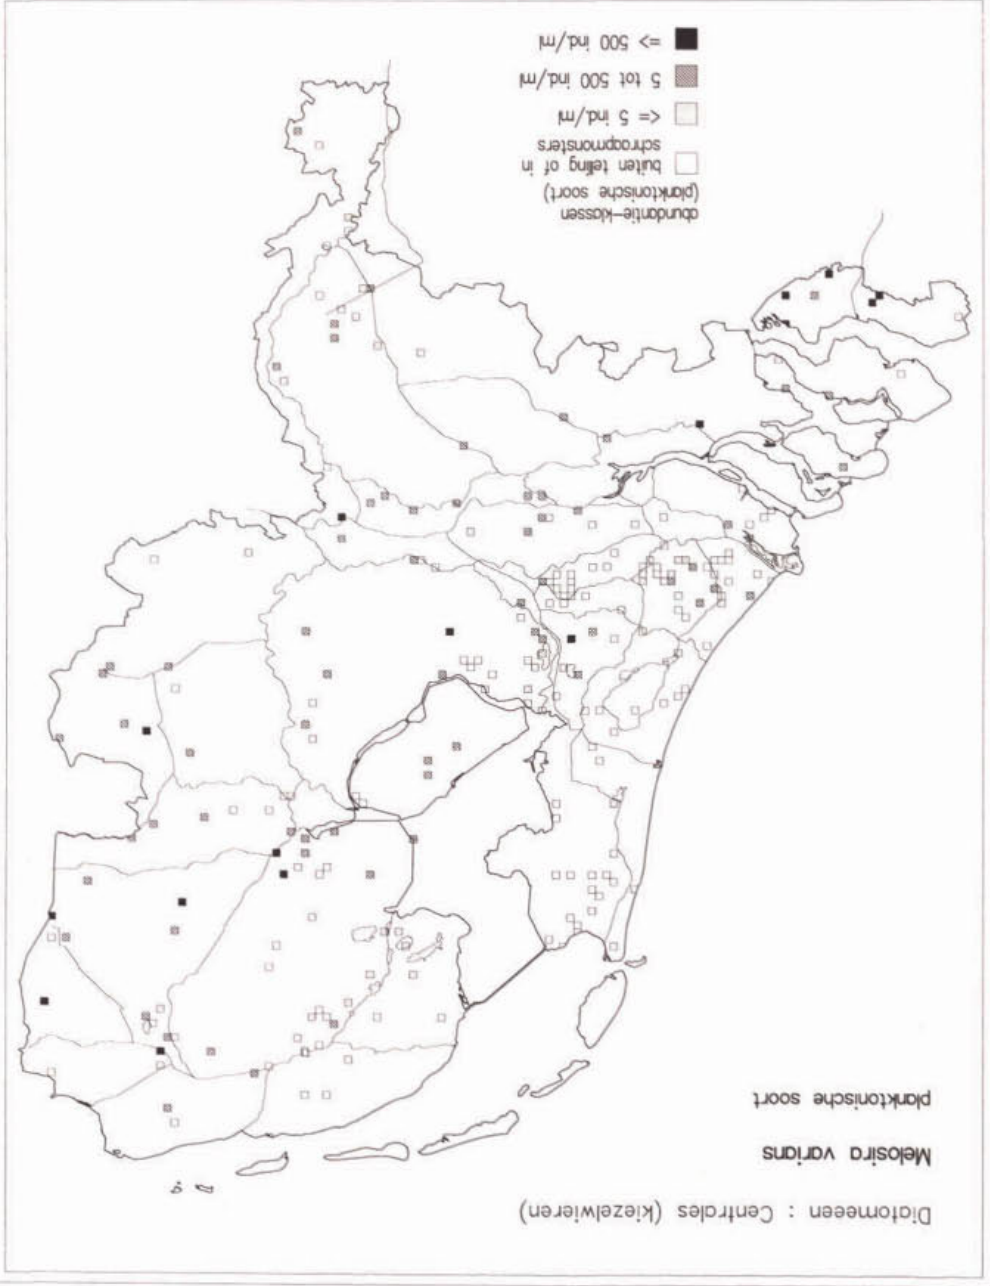 Diatomeeen : Centrales (kiezelwieren)
Melosira varians
planktonische soort
abundantie-klassen
(planktonische soort)
buiten telling of in
schraapmonsters
<= 5 ind./ml
5 tot 500 ind./ml
=> 500 ind./ml